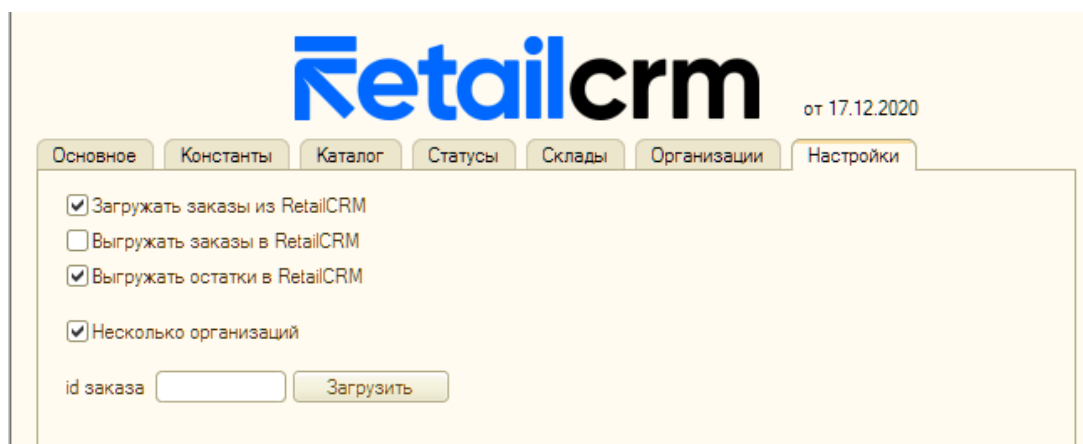 Retailcrm от 17.12.2020
Основное Константы Каталог Статусы Склады Организации Настройки
Загружать заказы из RetailCRM
Выгружать заказы в RetailCRM
Выгружать остатки в RetailCRM
Несколько организаций
id заказа Загрузить